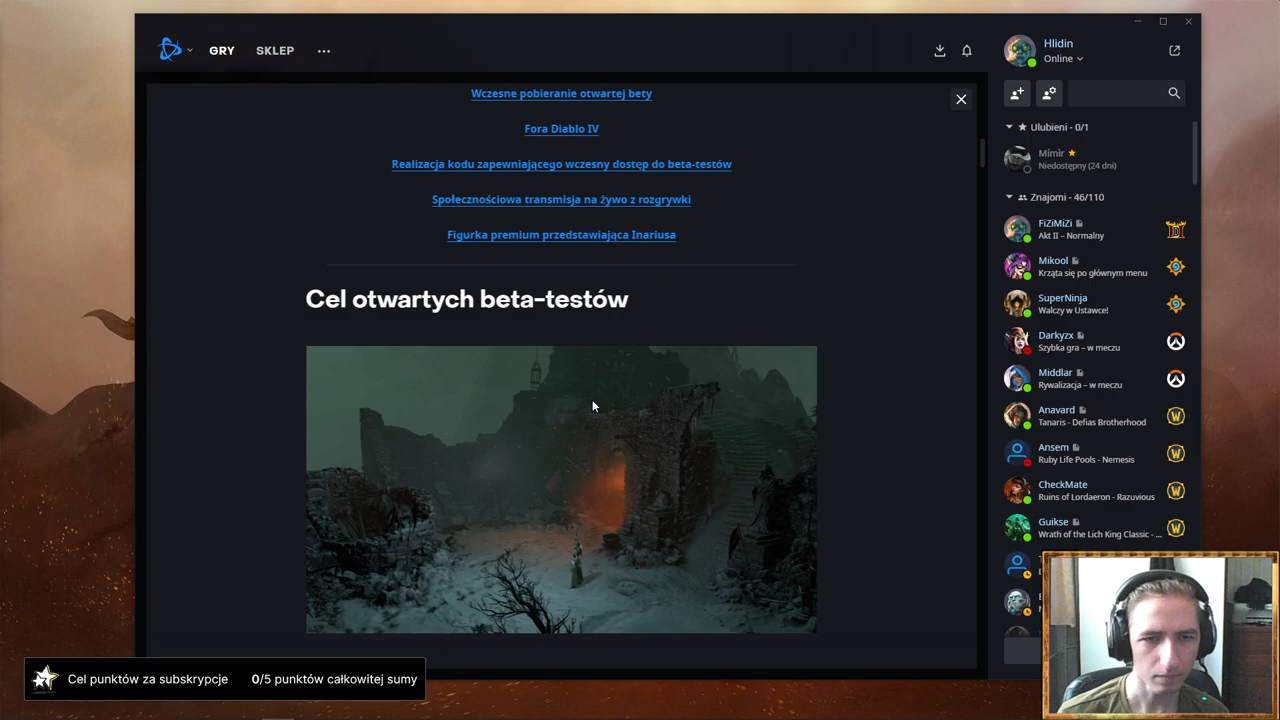 GRY
SKLEP
Hlidin
Online
Wczesne pobieranie otwartej bety
Fora Diablo IV
Realizacja kodu zapewniającego wczesny dostęp do beta-testów
Społecznościowa transmisja na żywo z rozgrywki
Figurka premium przedstawiająca Inariusa
Cel otwartych beta-testów
Ulubieni - 0/1
Mímir
Niedostępny (24 dni)
Znajomi - 46/110
FiZiMiZi
Akt II – Normalny
Mikool
Krząta się po głównym menu
SuperNinja
Walczy w Ustawce!
Darkyzx
Szybka gra – w meczu
Middlar
Rywalizacja – w meczu
Anavard
Tanaris - Defias Brotherhood
Ansem
Ruby Life Pools - Nemesis
CheckMate
Ruins of Lordaeron - Razuvious
Guikse
Wrath of the Lich King Classic - ...
Cel punktów za subskrypcje 0/5 punktów całkowitej sumy